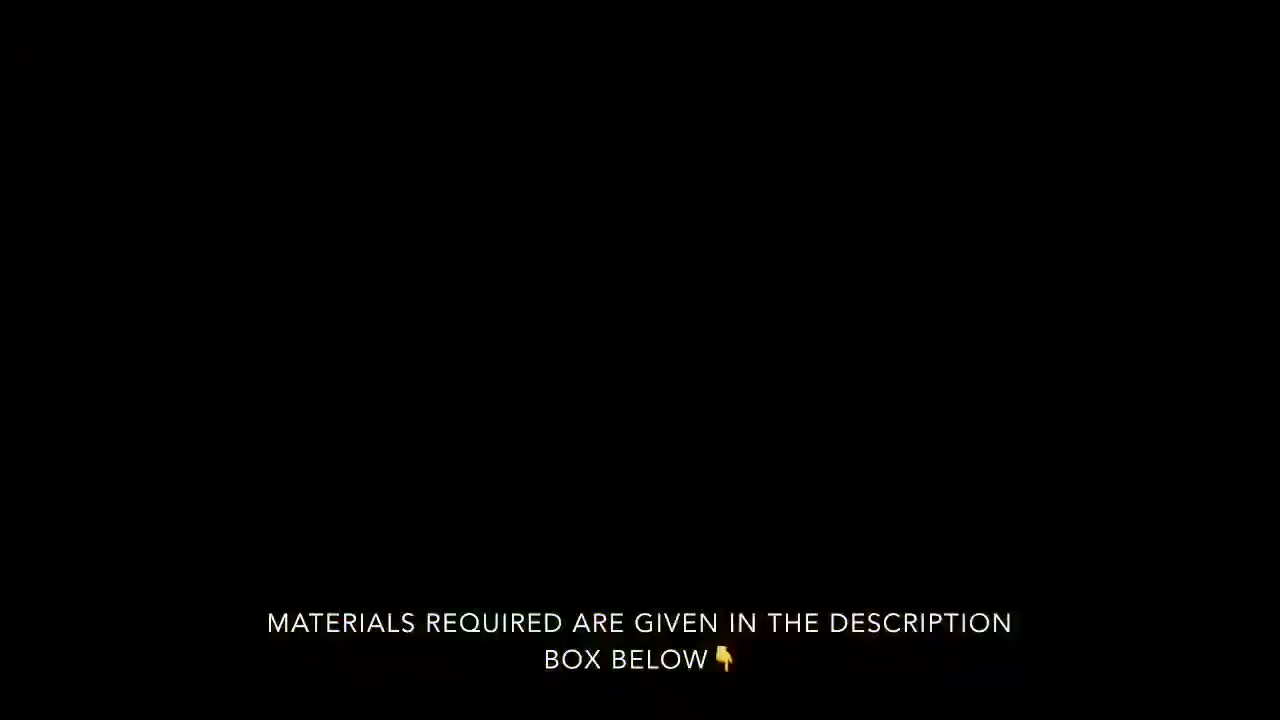 MATERIALS REQUIRED ARE GIVEN IN THE DESCRIPTION
BOX BELOW👇